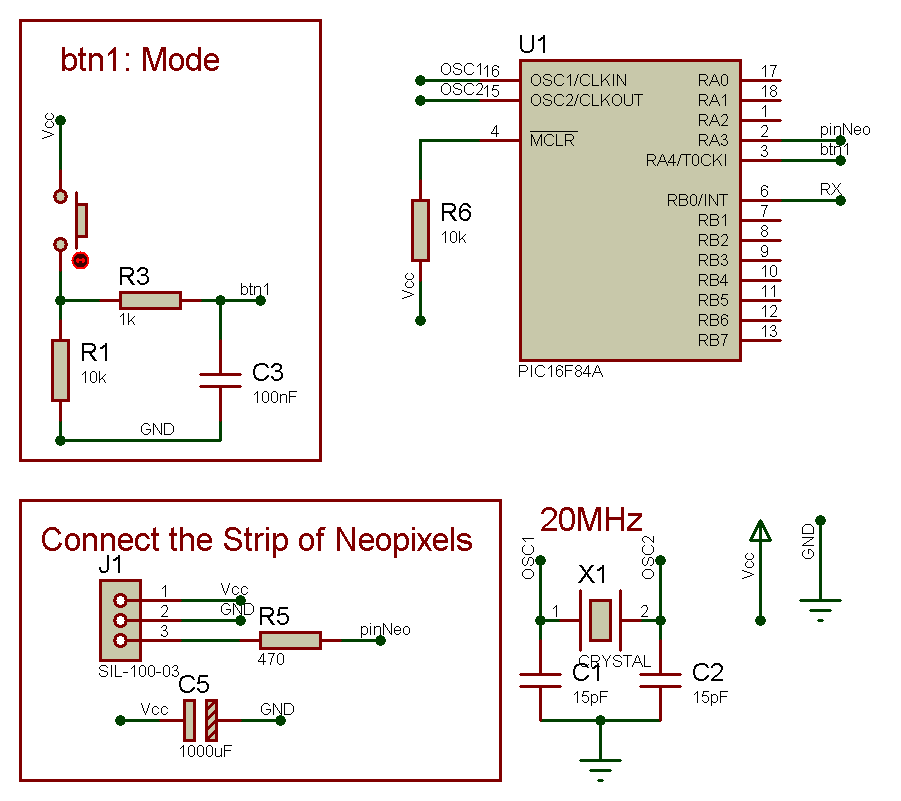 btn1: Mode
Vcc
R3
1k
btn1
R1
10k
C3
100nF
GND
U1
OSC1 16 OSC1/CLKIN RA0 17
OSC2 15 OSC2/CLKOUT RA1 18
RA2 1
4 MCLR RA3 2 pinNeo
RA4/T0CKI 3 btn1
RB0/INT 6 RX
RB1 7
RB2 8
RB3 9
RB4 10
RB5 11
RB6 12
RB7 13
PIC16F84A
R6
10k
Vcc
Connect the Strip of Neopixels
J1
1 Vcc
2 GND
3
R5
470
pinNeo
SIL-100-03
C5
Vcc
GND
1000uF
20MHz
OSC1
OSC2
X1
1
2
CRYSTAL
C1
15pF
C2
15pF
Vcc
GND